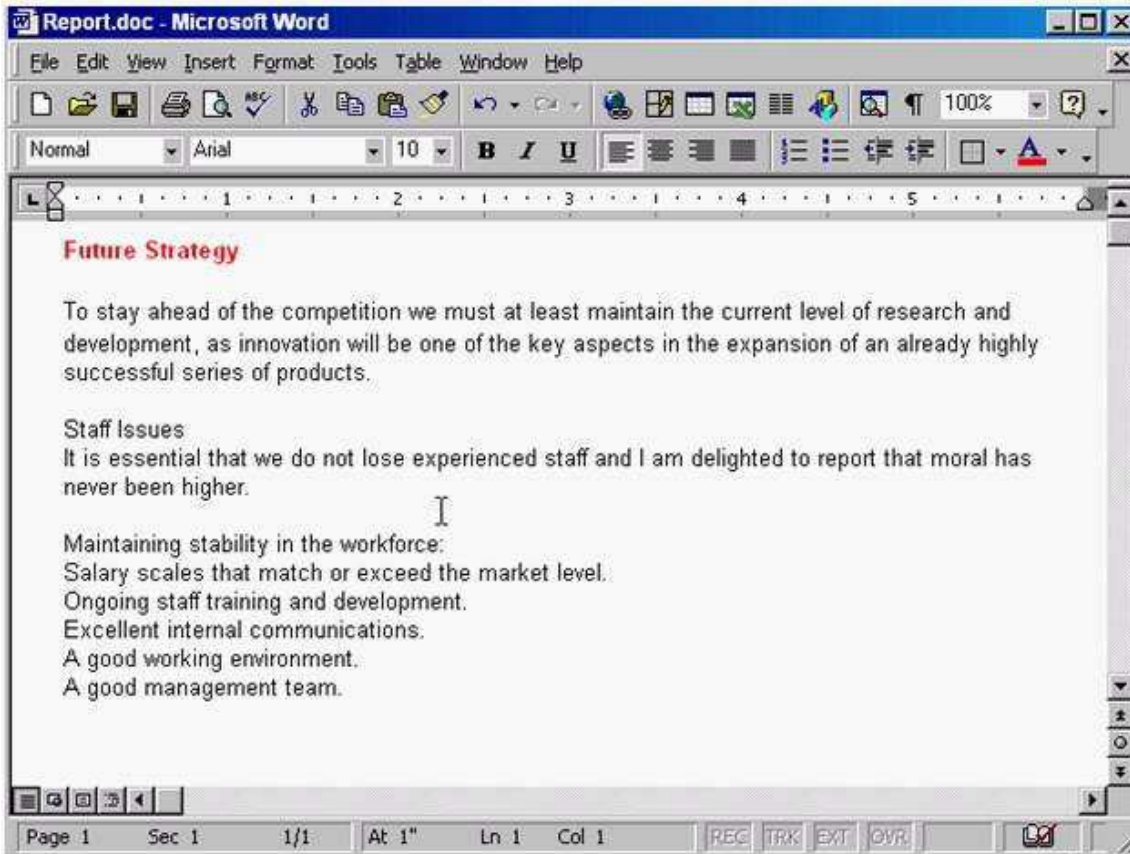 Report.doc - Microsoft Word
File Edit View Insert Format Tools Table Window Help
ABC 100%
Normal Arial 10 B I U A
1 2 3 4 5
Future Strategy
To stay ahead of the competition we must at least maintain the current level of research and
development, as innovation will be one of the key aspects in the expansion of an already highly
successful series of products.
Staff Issues
It is essential that we do not lose experienced staff and I am delighted to report that moral has
never been higher.
Maintaining stability in the workforce:
Salary scales that match or exceed the market level.
Ongoing staff training and development.
Excellent internal communications.
A good working environment.
A good management team.
Page 1 Sec 1 1/1 At 1" Ln 1 Col 1 REC TRK EXT OVR